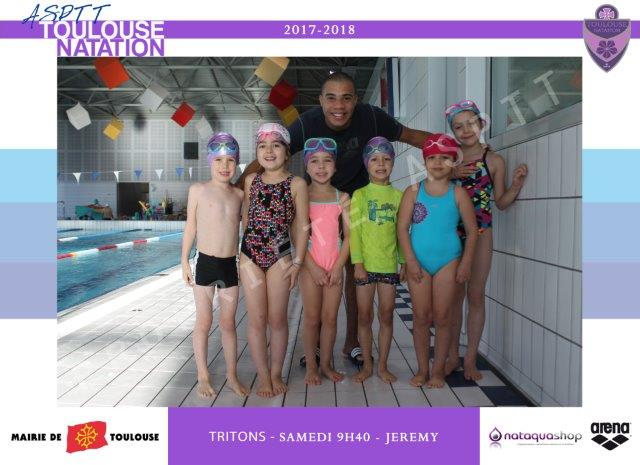 ASPTT
TOULOUSE
NATATION
2017-2018
TOULOUSE
NATATION
MAIRIE DE TOULOUSE
TRITONS - SAMEDI 9H40 - JEREMY
nataquashop
arena